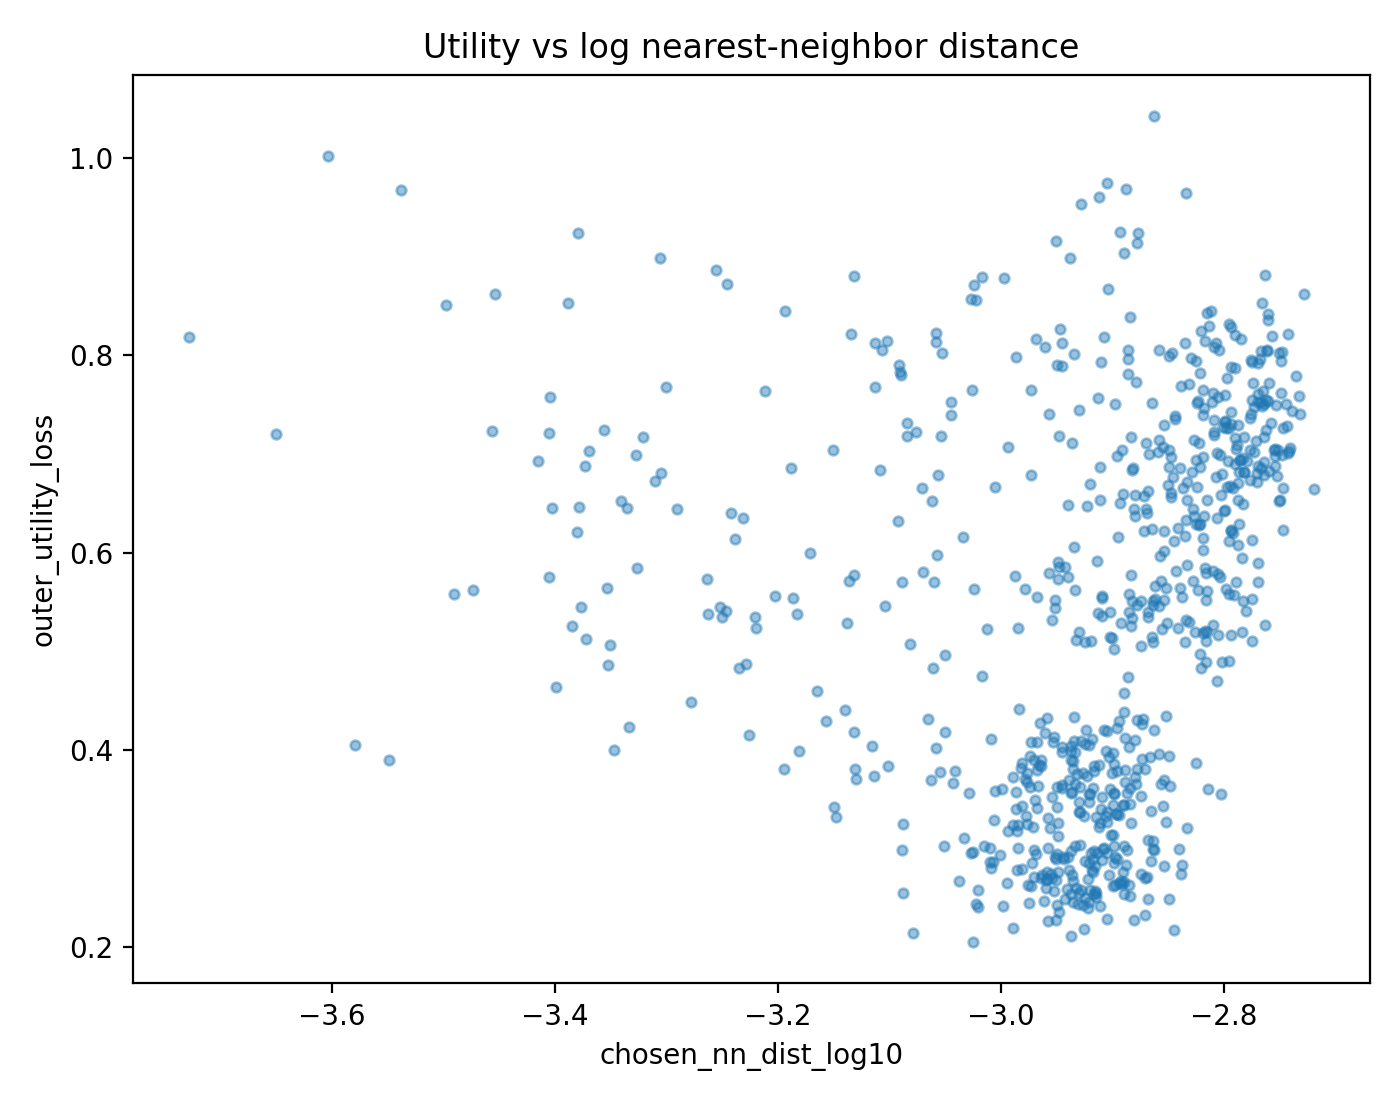 Utility vs log nearest-neighbor distance
outer_utility_loss
1.0
0.8
0.6
0.4
0.2
−3.6 −3.4 −3.2 −3.0 −2.8
chosen_nn_dist_log10